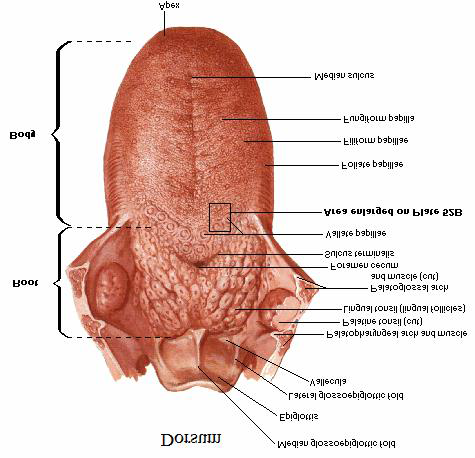 Apex
Median sulcus
Fungiform papilla
Filiform papillae
Body
Foliate papillae
Area enlarged on Plate 52B
Vallate papillae
Sulcus terminalis
Foramen cecum
and muscle (cut)
Root
Palatoglossal arch
Lingual tonsil (lingual follicles)
Palatine tonsil (cut)
Palatopharyngeal arch and muscle
Vallecula
Lateral glossoepiglottic fold
Epiglottis
Dorsum
Median glossoepiglottic fold